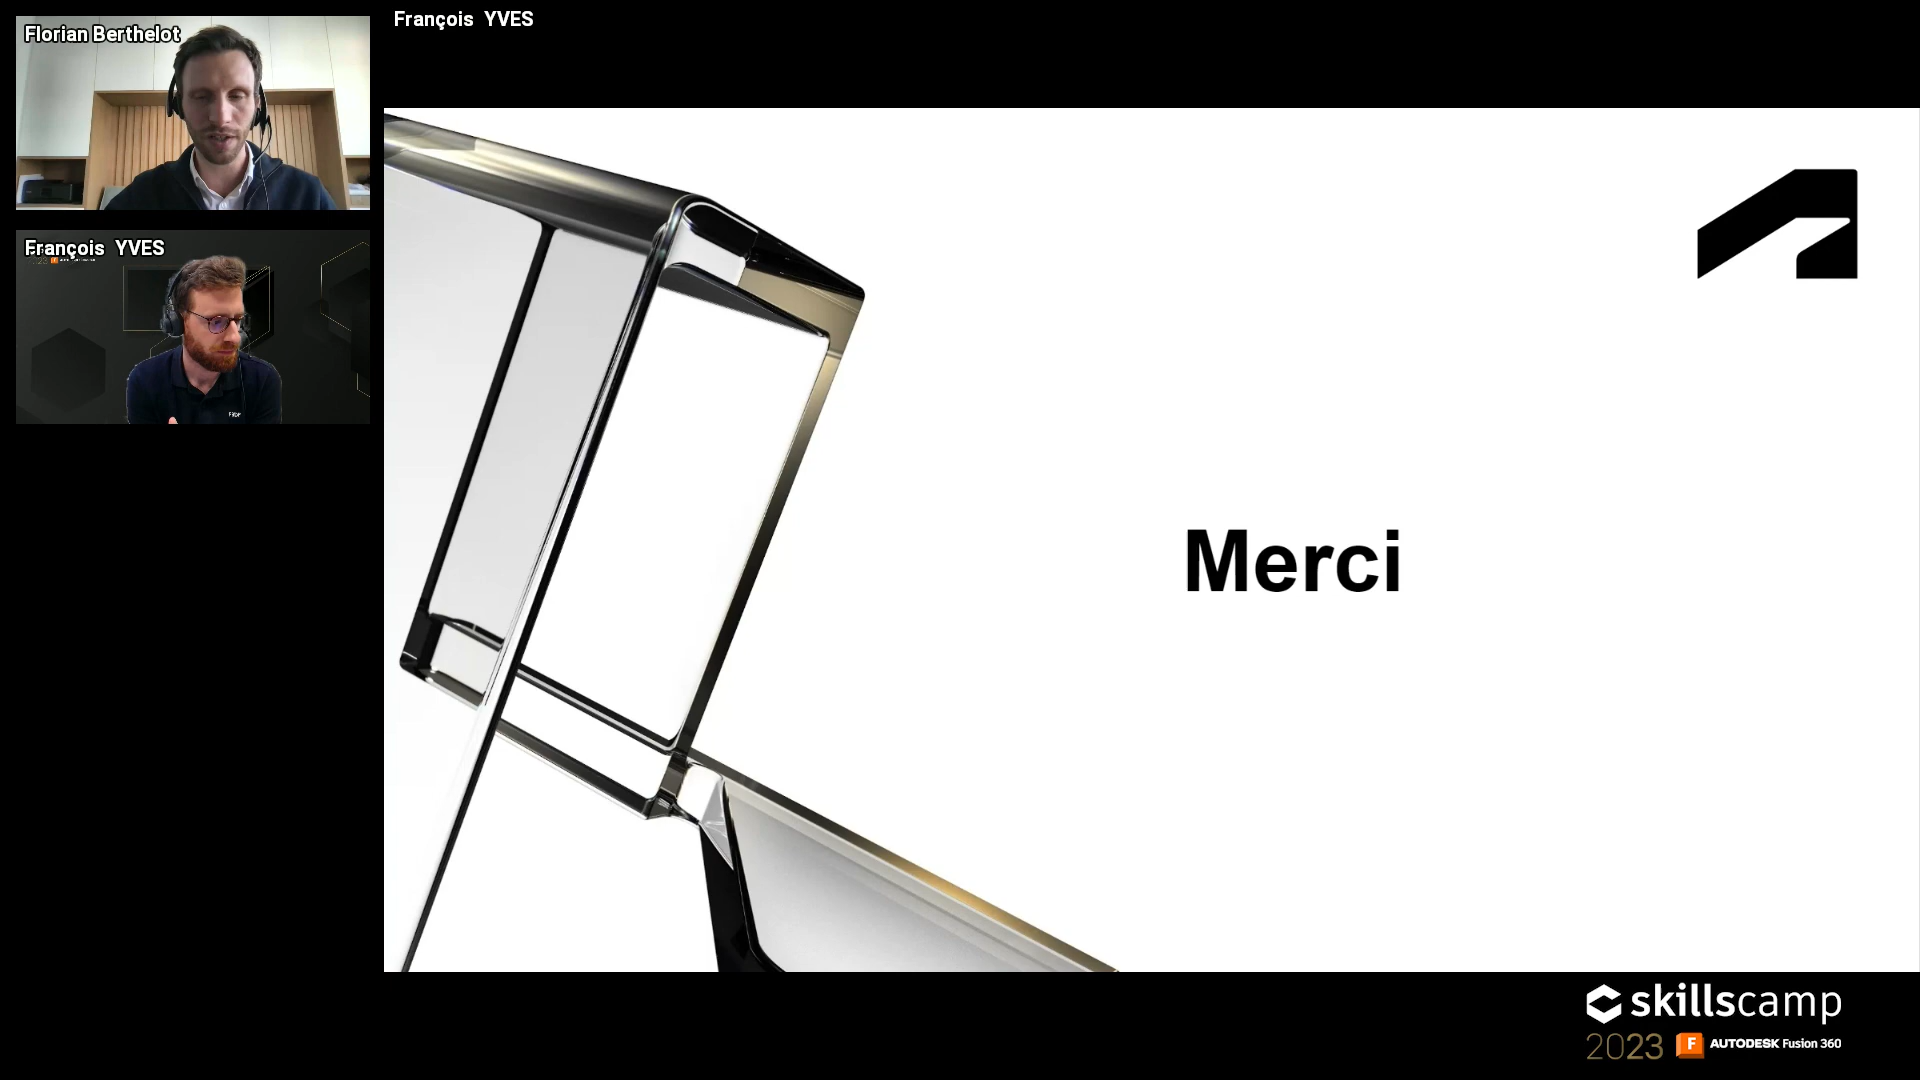 Florian Berthelot
François YVES
François YVES
Merci
skillscamp
2023 F AUTODESK Fusion 360